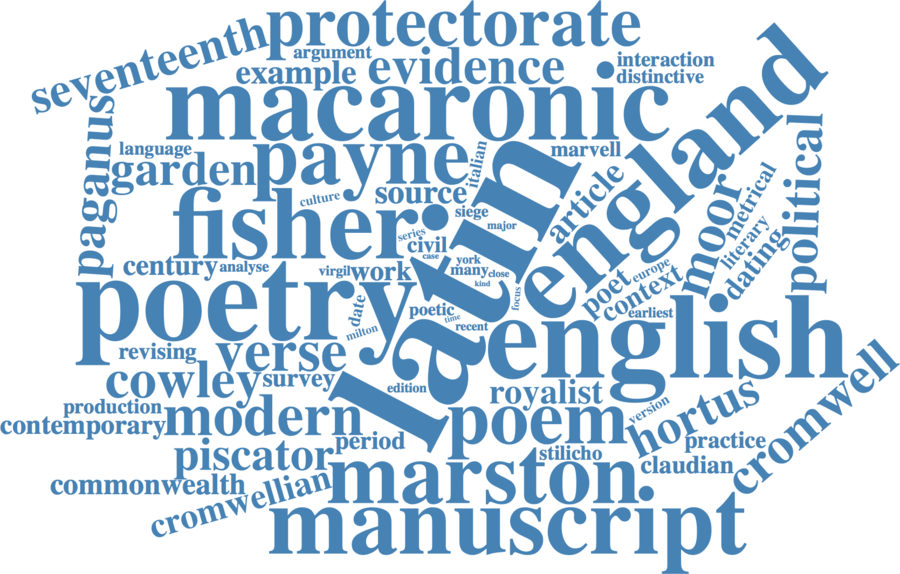 protectorate
seventeenth
argument
example
evidence
interaction
distinctive
macaronic
england
paganus
language
garden
payne
italian
marvell
political
culture
source
article
metrical
fisher
siege
major
moor
literary
series
civil
case
latin
dating
century
analyse
virgil
work
york
many
close
kind
poet
europe
context
poetry
date
milton
poetic
time
recent
focus
earliest
english
revising
verse
cowley
survey
edition
royalist
cromwell
production
contemporary
modern
period
poem
version
hortus
practice
piscator
stilicho
claudian
commonwealth
cromwellian
marston
manuscript